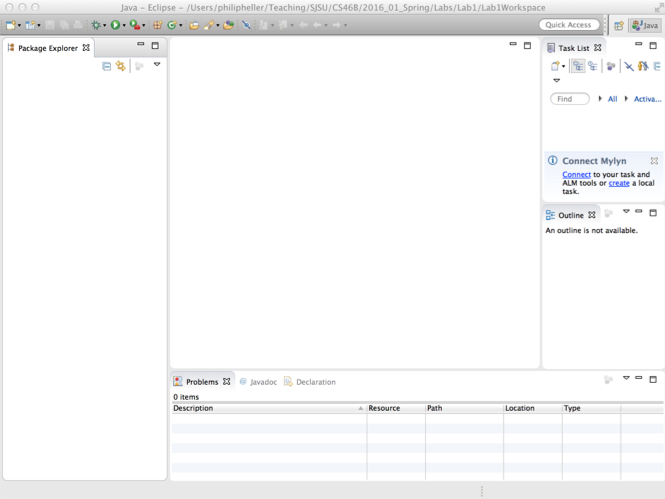 Java - Eclipse - /Users/philipheller/Teaching/SJSU/CS46B/2016_01_Spring/Labs/Lab1/Lab1Workspace
Quick Access
Java
Package Explorer
Task List
Find
All
Activa...
Connect Mylyn
Connect to your task and
ALM tools or create a local
task.
Outline
An outline is not available.
Problems
@ Javadoc
Declaration
0 items
Description Resource Path Location Type